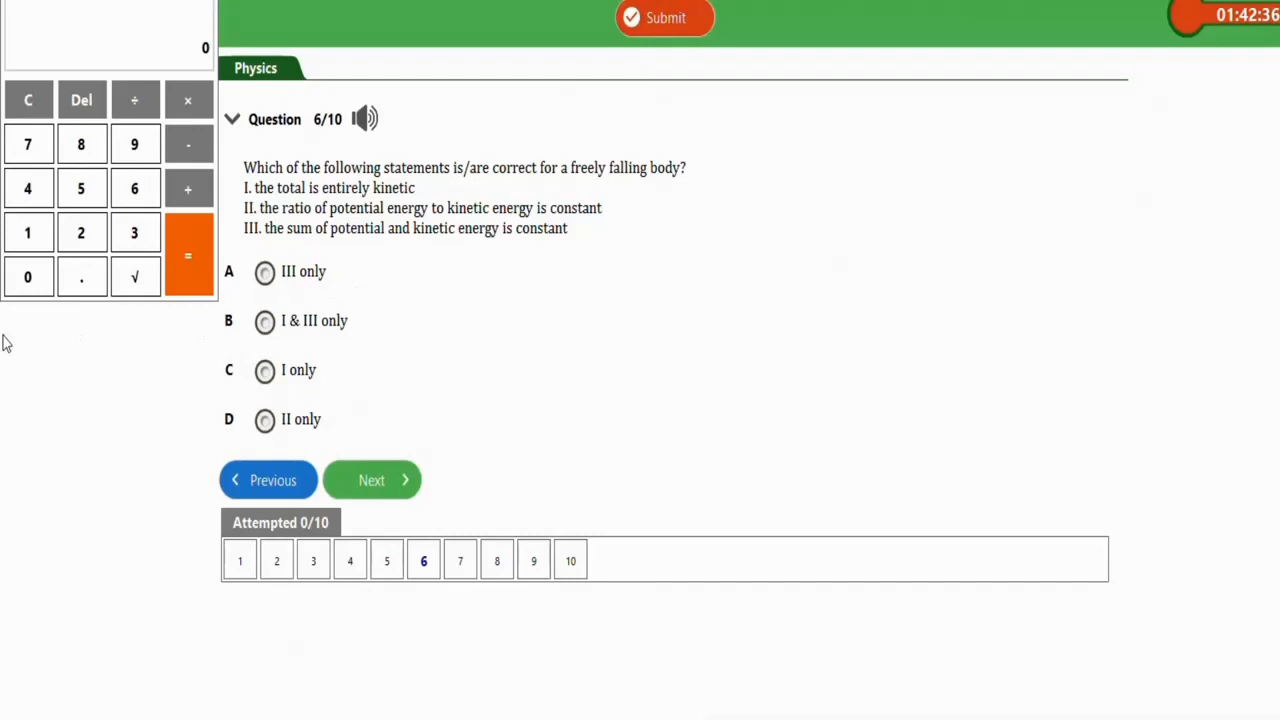 0
C Del ÷ ×
7 8 9 -
4 5 6 +
1 2 3 =
0 . √
Submit
01:42:36
Physics
Question 6/10
Which of the following statements is/are correct for a freely falling body?
I. the total is entirely kinetic
II. the ratio of potential energy to kinetic energy is constant
III. the sum of potential and kinetic energy is constant
A III only
B I & III only
C I only
D II only
Previous Next
Attempted 0/10
1 2 3 4 5 6 7 8 9 10